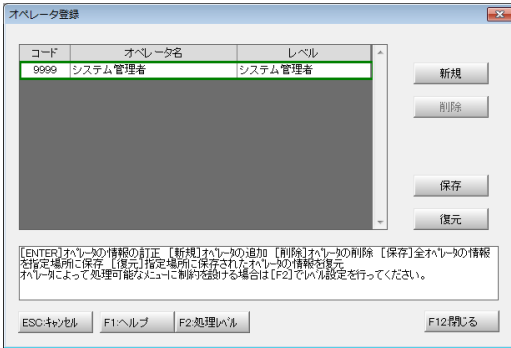 オペレータ登録
コード オペレータ名 レベル
9999 システム管理者 システム管理者
新規
削除
保存
復元
[ENTER]ｵﾍﾟﾚｰﾀの情報の訂正 [新規]ｵﾍﾟﾚｰﾀの追加 [削除]ｵﾍﾟﾚｰﾀの削除 [保存]全ｵﾍﾟﾚｰﾀの情報
を指定場所に保存 [復元]指定場所に保存されたｵﾍﾟﾚｰﾀの情報を復元
ｵﾍﾟﾚｰﾀによって処理可能なﾒﾆｭｰに制約を設ける場合は[F2]でﾚﾍﾞﾙ設定を行ってください。
ESC:ｷｬﾝｾﾙ F1:ヘルプ F2:処理ﾚﾍﾞﾙ F12:閉じる